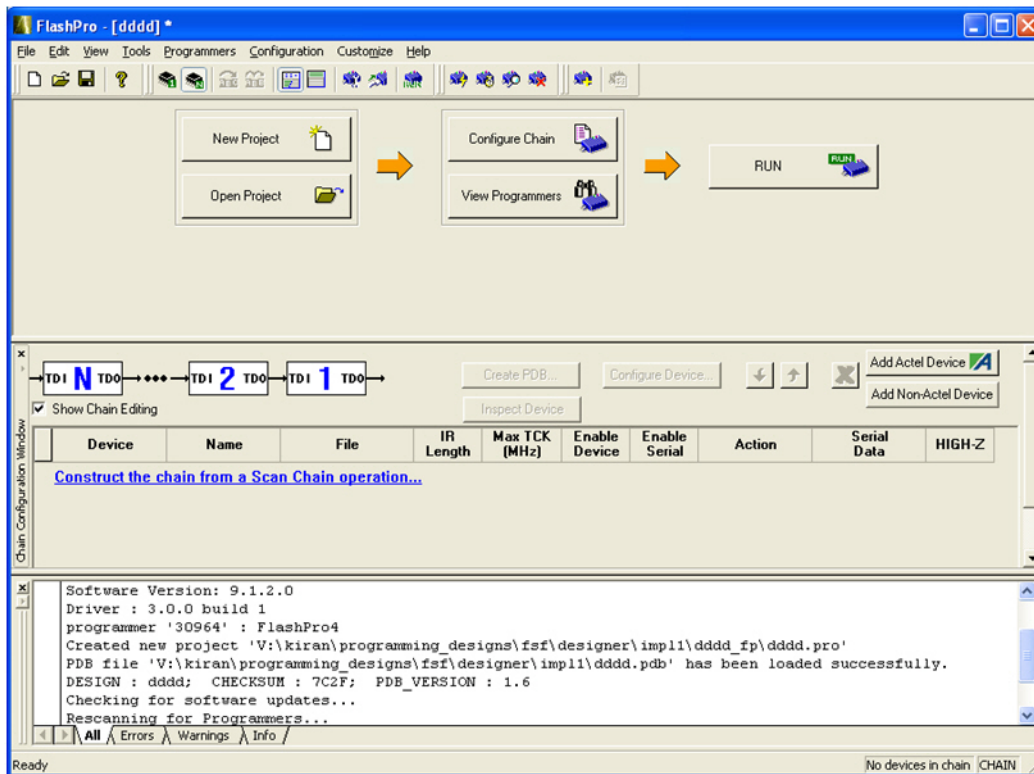 FlashPro - [dddd] *
File Edit View Tools Programmers Configuration Customize Help
New Project
Open Project
Configure Chain
View Programmers
RUN
RUN
TDI N TDO TDI 2 TDO TDI 1 TDO
Create PDB...
Configure Device...
Add Actel Device
Inspect Device
Add Non-Actel Device
Show Chain Editing
Chain Configuration Window
Device Name File IR Length Max TCK (MHz) Enable Device Enable Serial Action Serial Data HIGH-Z
Construct the chain from a Scan Chain operation...
Software Version: 9.1.2.0
Driver : 3.0.0 build 1
programmer '30964' : FlashPro4
Created new project 'V:\kiran\programming_designs\fsf\designer\impl1\dddd_fp\dddd.pro'
PDB file 'V:\kiran\programming_designs\fsf\designer\impl1\dddd.pdb' has been loaded successfully.
DESIGN : dddd; CHECKSUM : 7C2F; PDB_VERSION : 1.6
Checking for software updates...
Rescanning for Programmers...
All Errors Warnings Info
Ready
No devices in chain CHAIN